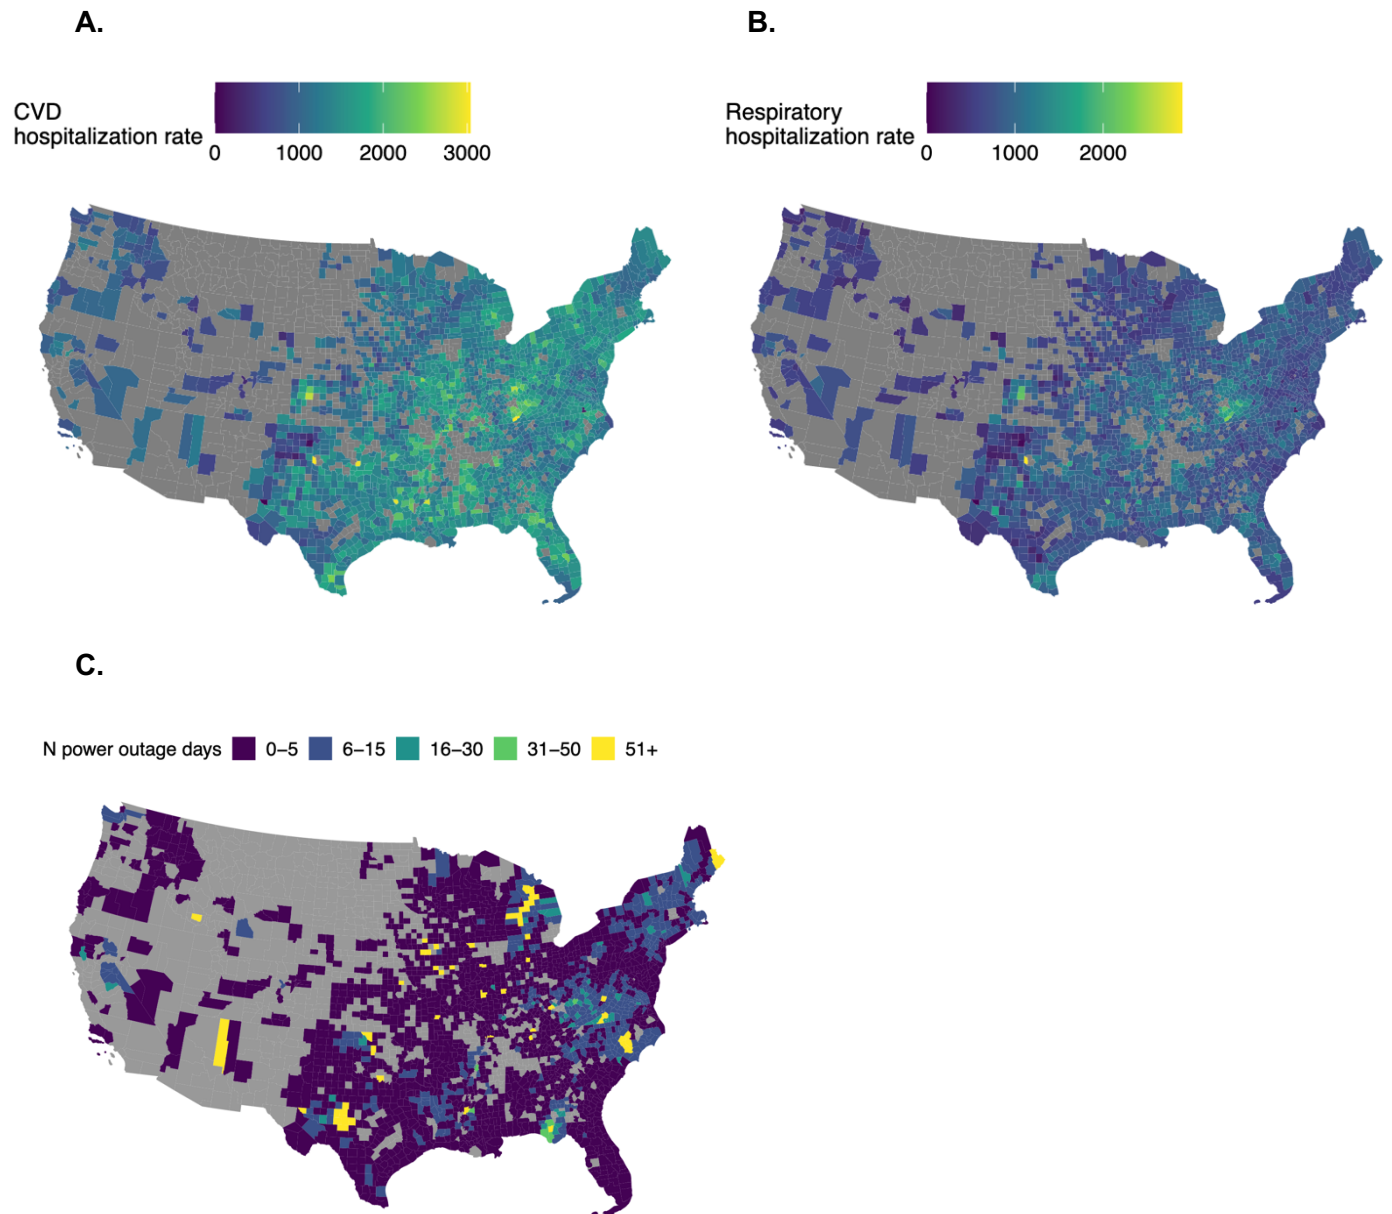 A.
B.
CVD
hospitalization rate
0 1000 2000 3000
Respiratory
hospitalization rate
0 1000 2000
C.
N power outage days 0–5 6–15 16–30 31–50 51+